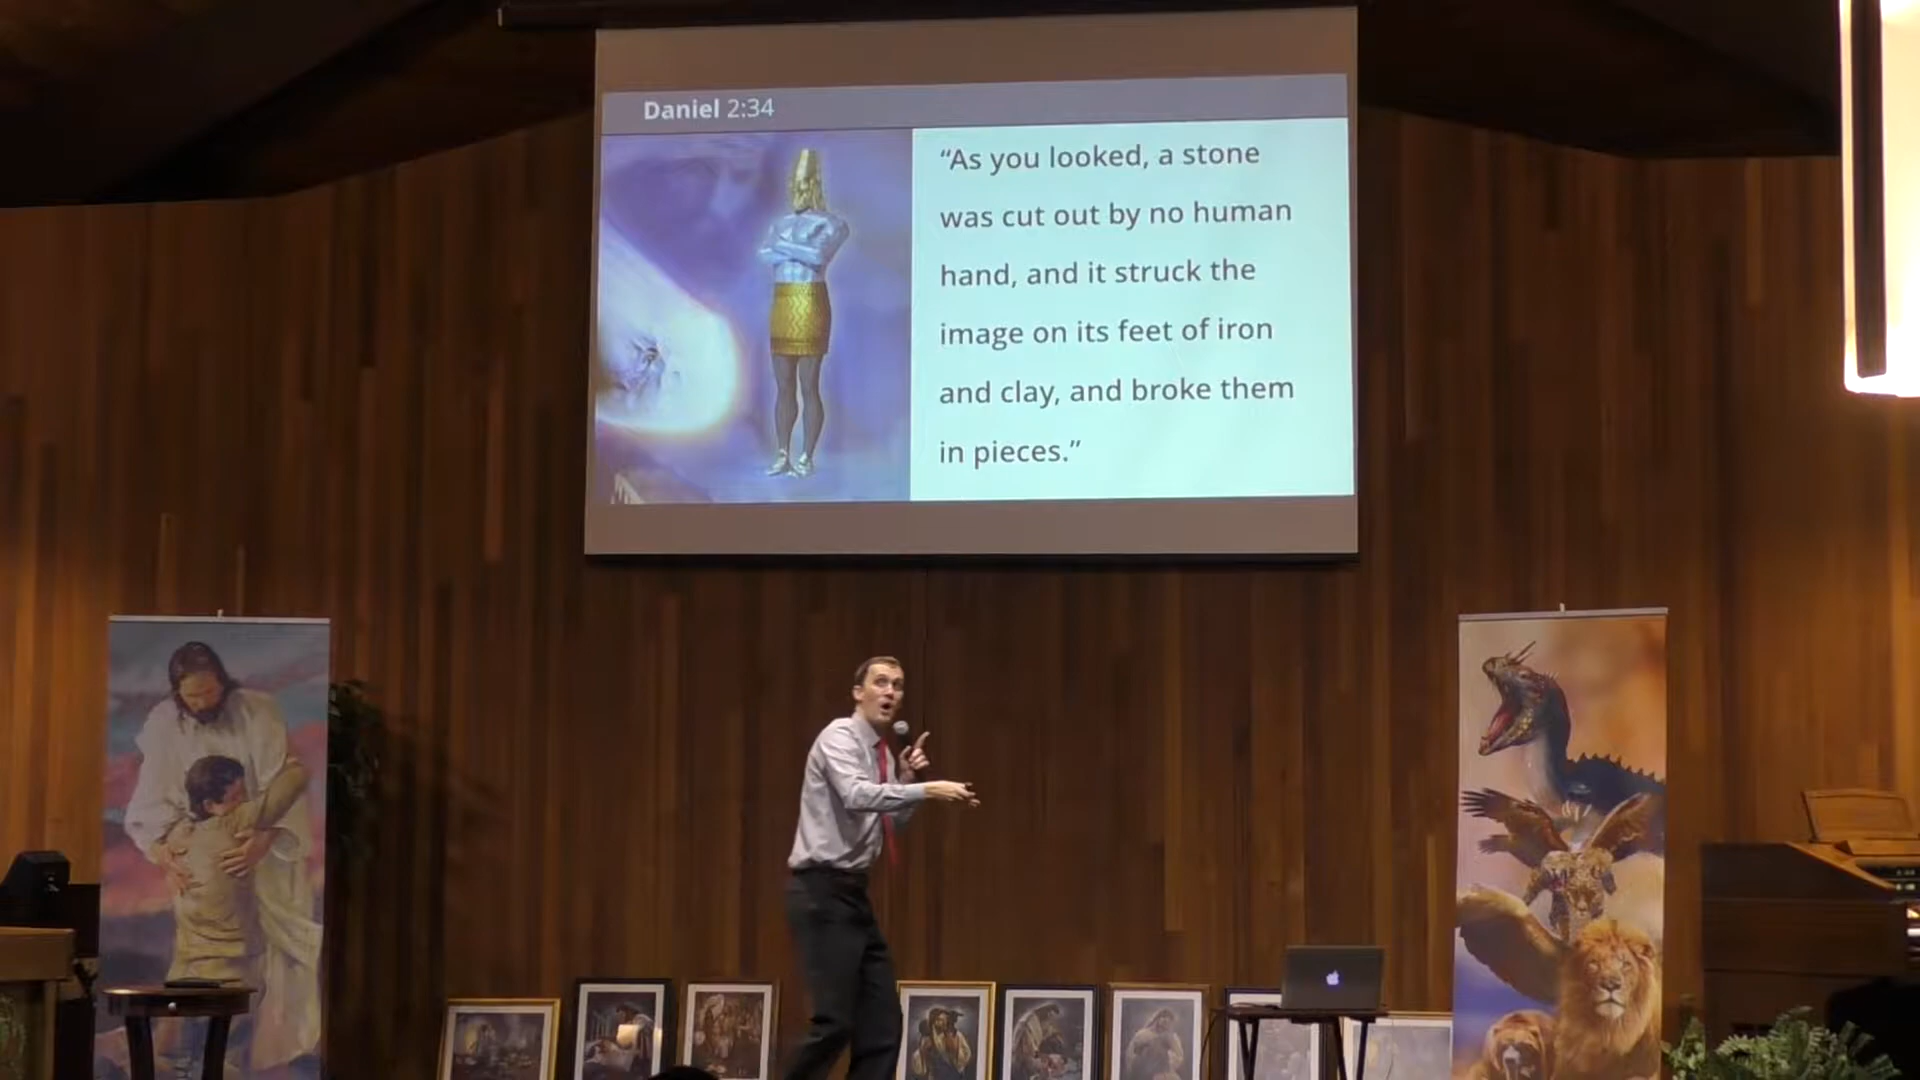 Daniel 2:34
“As you looked, a stone
was cut out by no human
hand, and it struck the
image on its feet of iron
and clay, and broke them
in pieces.”